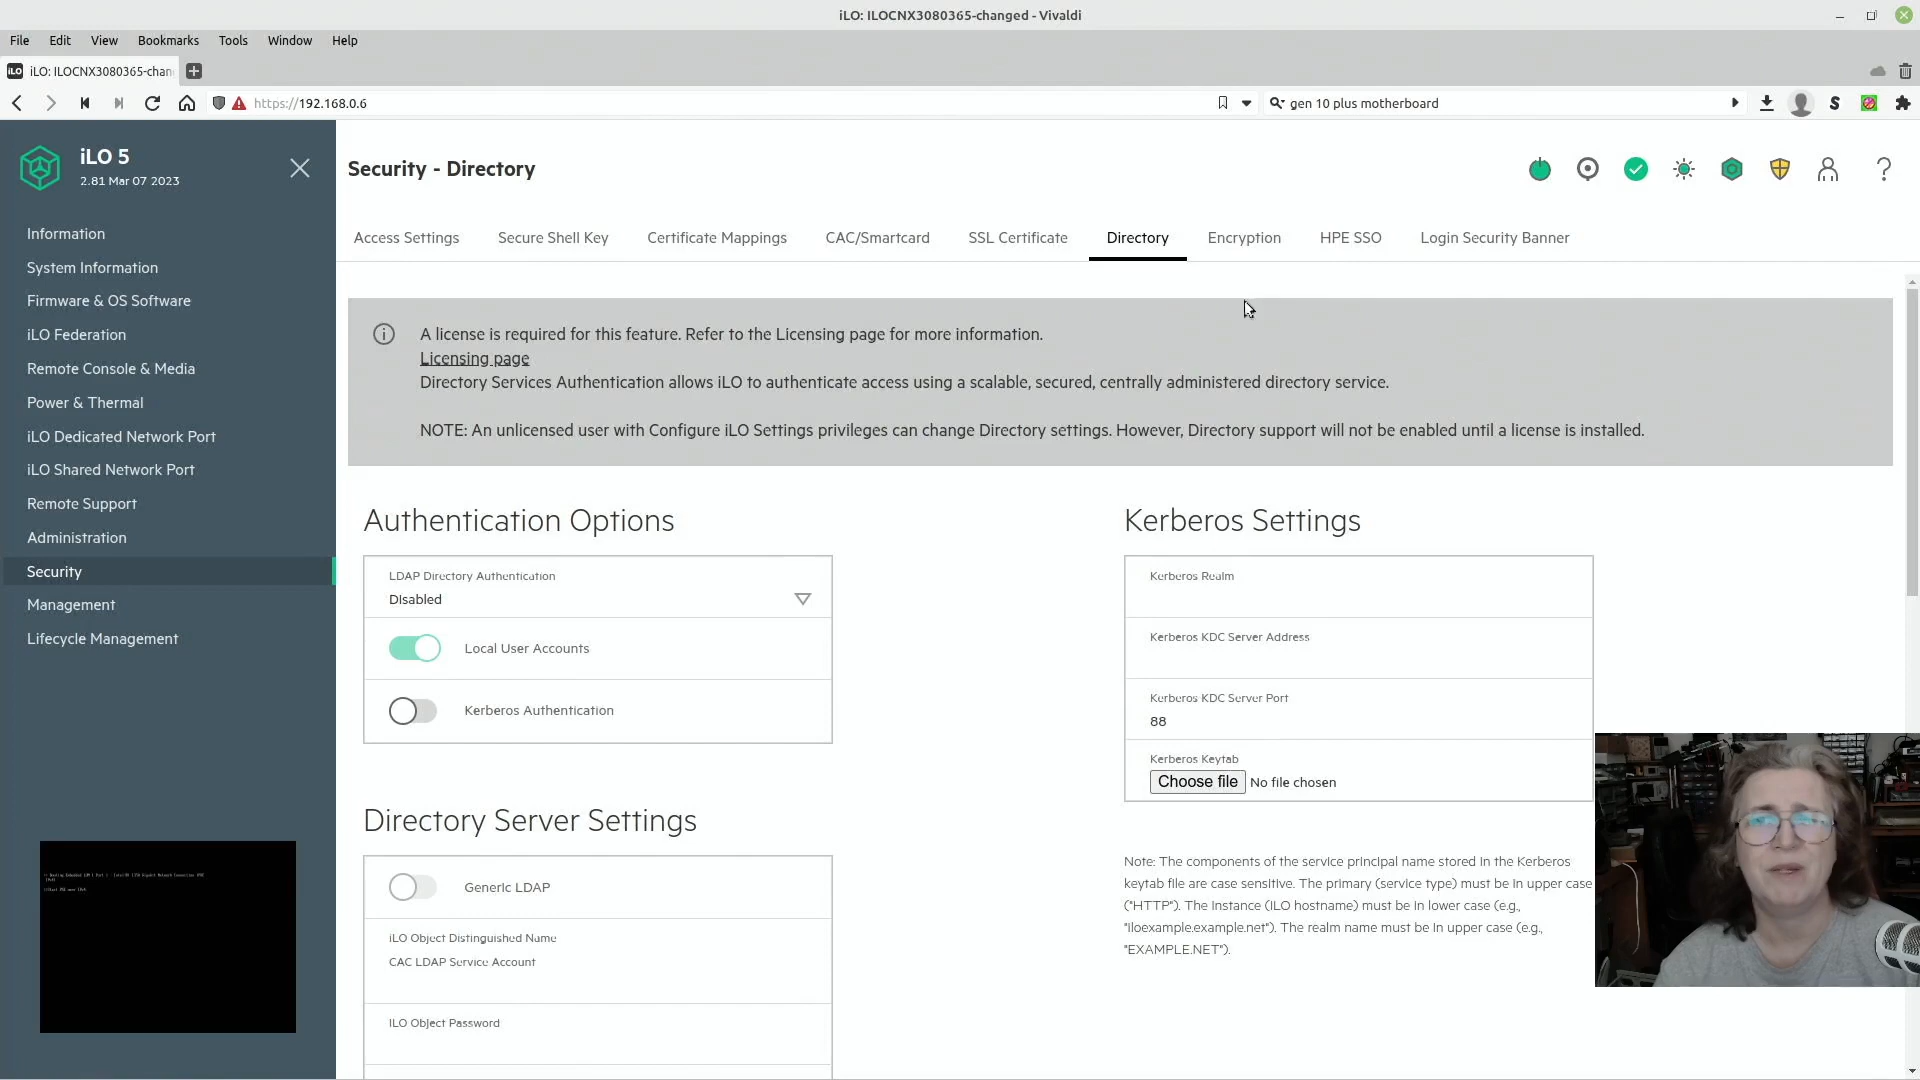 iLO: ILOCNX3080365-changed - Vivaldi
File Edit View Bookmarks Tools Window Help
iLO iLO: ILOCNX3080365-chan
https://192.168.0.6
gen 10 plus motherboard
iLO 5
2.81 Mar 07 2023
Information
System Information
Firmware & OS Software
iLO Federation
Remote Console & Media
Power & Thermal
iLO Dedicated Network Port
iLO Shared Network Port
Remote Support
Administration
Security
Management
Lifecycle Management
Security - Directory
Access Settings Secure Shell Key Certificate Mappings CAC/Smartcard SSL Certificate Directory Encryption HPE SSO Login Security Banner
A license is required for this feature. Refer to the Licensing page for more information.
Licensing page
Directory Services Authentication allows iLO to authenticate access using a scalable, secured, centrally administered directory service.
NOTE: An unlicensed user with Configure iLO Settings privileges can change Directory settings. However, Directory support will not be enabled until a license is installed.
Authentication Options
LDAP Directory Authentication
Disabled
Local User Accounts
Kerberos Authentication
Directory Server Settings
Generic LDAP
iLO Object Distinguished Name
CAC LDAP Service Account
iLO Object Password
Kerberos Settings
Kerberos Realm
Kerberos KDC Server Address
Kerberos KDC Server Port
88
Kerberos Keytab
Choose file No file chosen
Note: The components of the service principal name stored in the Kerberos
keytab file are case sensitive. The primary (service type) must be in upper case
("HTTP"). The instance (iLO hostname) must be in lower case (e.g.,
"iloexample.example.net"). The realm name must be in upper case (e.g.,
"EXAMPLE.NET").